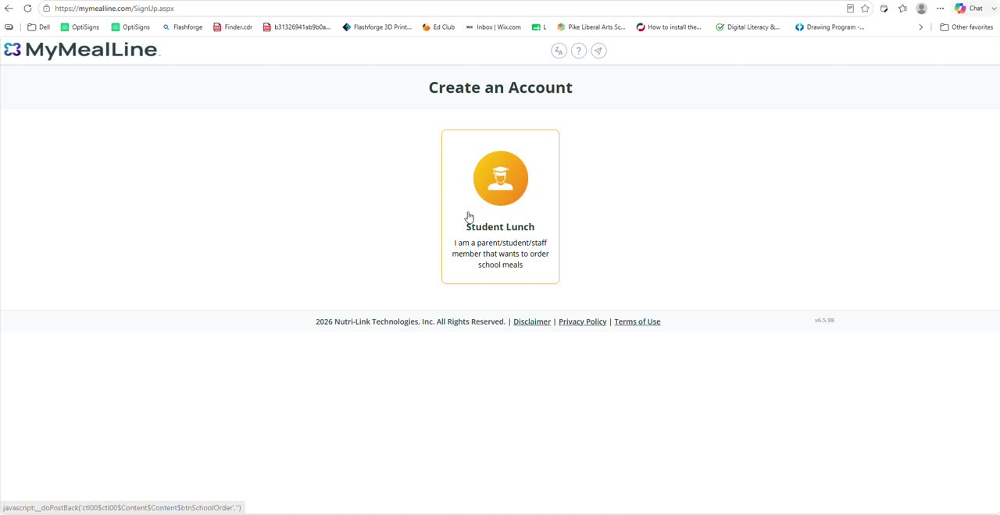 https://mymealline.com/SignUp.aspx
Chat
Dell OptiSigns OptiSigns Flashforge Finder.cdr b31326941ab9b0a... Flashforge 3D Print... Ed Club WIX Inbox | Wix.com L Pike Liberal Arts Sc... How to install the... Digital Literacy &... Drawing Program -... Other favorites
MyMealLine
Create an Account
Student Lunch
I am a parent/student/staff
member that wants to order
school meals
2026 Nutri-Link Technologies, Inc. All Rights Reserved. | Disclaimer | Privacy Policy | Terms of Use
v6.5.98
javascript:__doPostBack('ctl00$ctl00$Content$Content$btnSchoolOrder','')